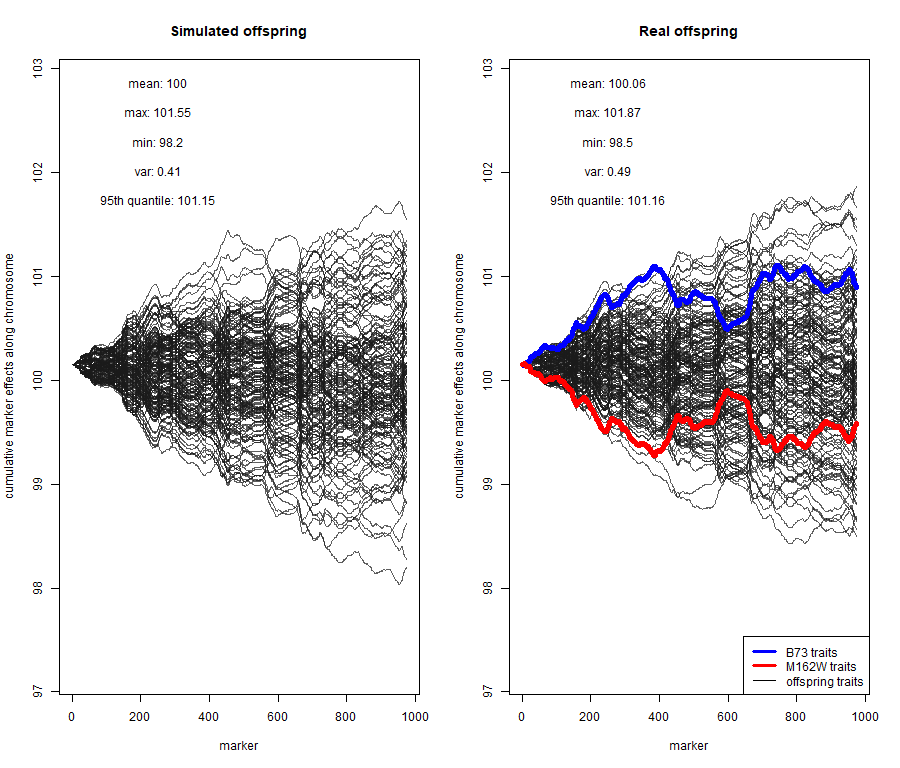 Simulated offspring
mean: 100
max: 101.55
min: 98.2
var: 0.41
95th quantile: 101.15
cumulative marker effects along chromosome
103
102
101
100
99
98
97
0 200 400 600 800 1000
marker
Real offspring
mean: 100.06
max: 101.87
min: 98.5
var: 0.49
95th quantile: 101.16
cumulative marker effects along chromosome
103
102
101
100
99
98
97
B73 traits
M162W traits
offspring traits
0 200 400 600 800 1000
marker